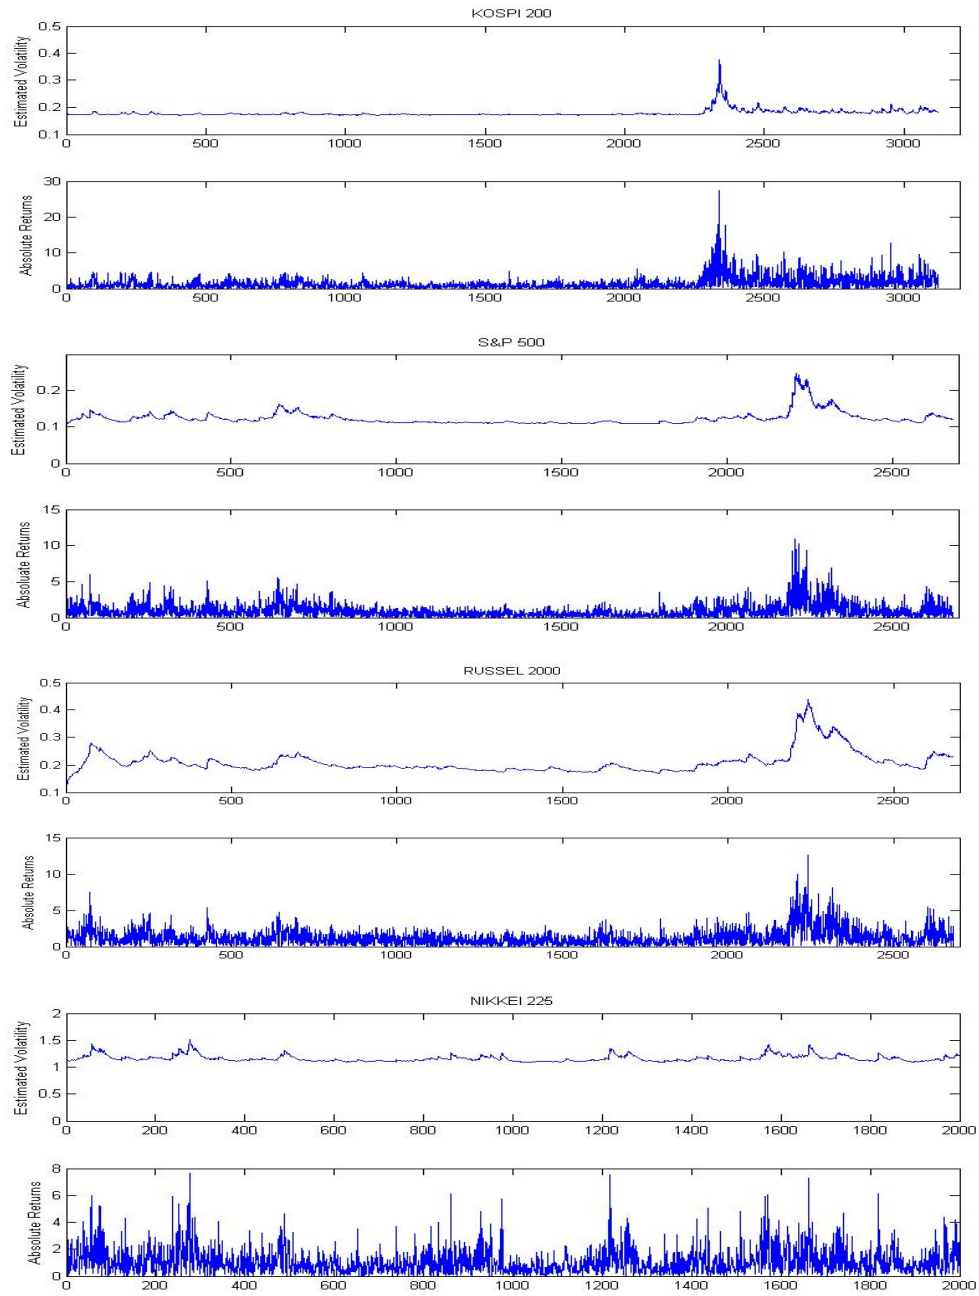 KOSPI 200
Estimated Volatility
0.5
0.4
0.3
0.2
0.1
0 500 1000 1500 2000 2500 3000
Absolute Returns
30
20
10
0
0 500 1000 1500 2000 2500 3000
S&P 500
Estimated Volatility
0.2
0.1
0
0 500 1000 1500 2000 2500
Absoluate Returns
15
10
5
0
0 500 1000 1500 2000 2500
RUSSEL 2000
Estimated Volatility
0.5
0.4
0.3
0.2
0.1
0 500 1000 1500 2000 2500
Absolute Returns
15
10
5
0
0 500 1000 1500 2000 2500
NIKKEI 225
Estimated Volatility
2
1.5
1
0.5
0
0 200 400 600 800 1000 1200 1400 1600 1800 2000
Absolute Returns
8
6
4
2
0
0 200 400 600 800 1000 1200 1400 1600 1800 2000